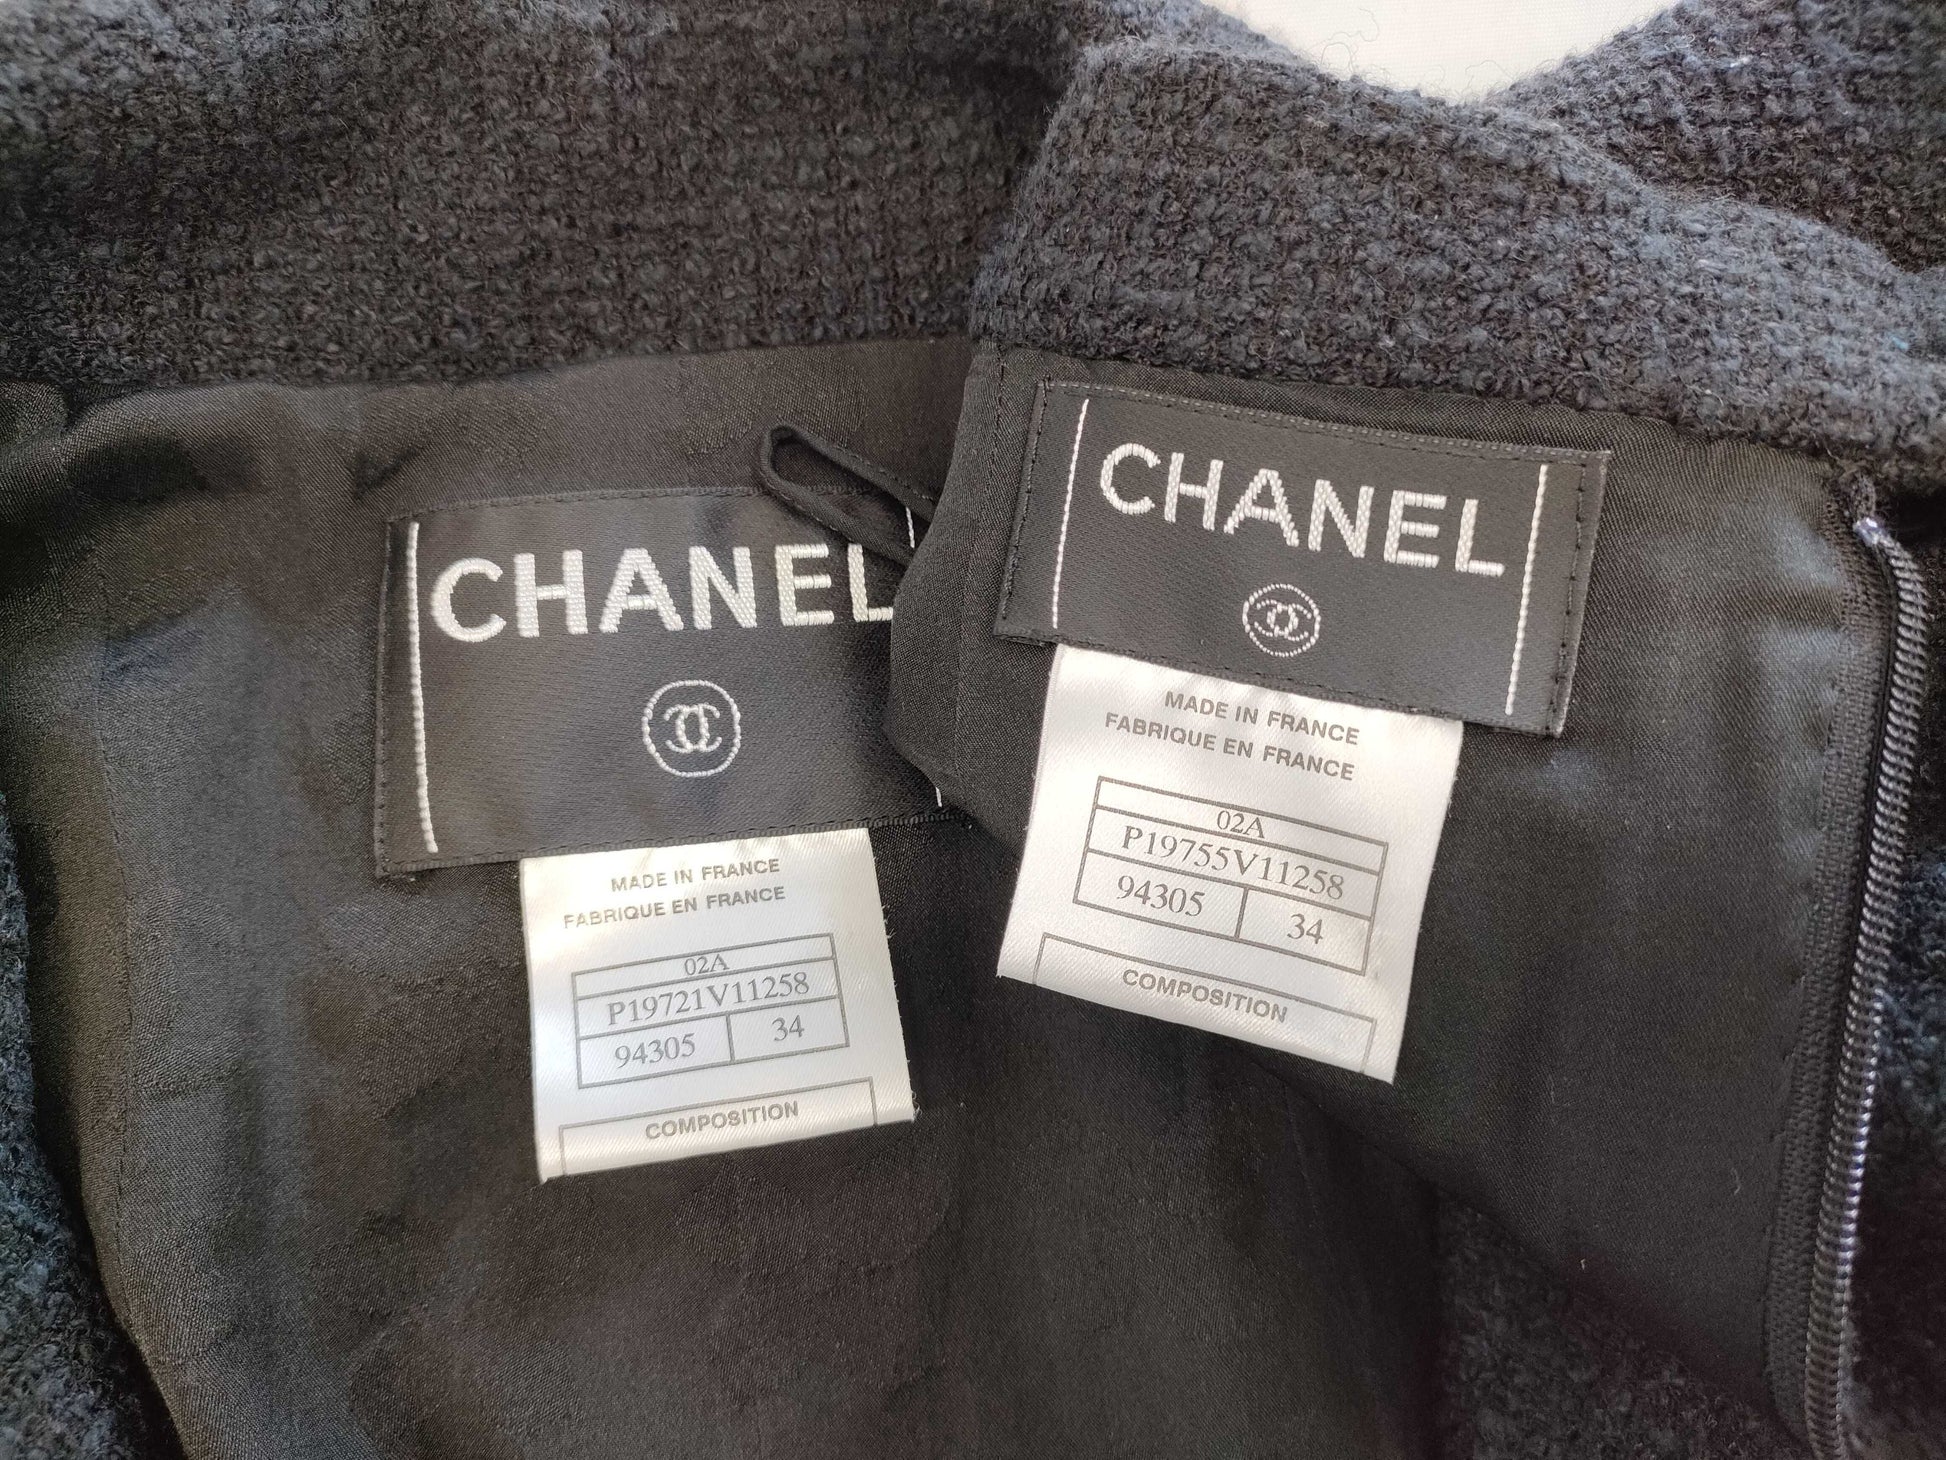 CHANEL
MADE IN FRANCE
FABRIQUE EN FRANCE
02A
P19721V11258
94305 34
COMPOSITION
CHANEL
MADE IN FRANCE
FABRIQUE EN FRANCE
02A
P19755V11258
94305 34
COMPOSITION